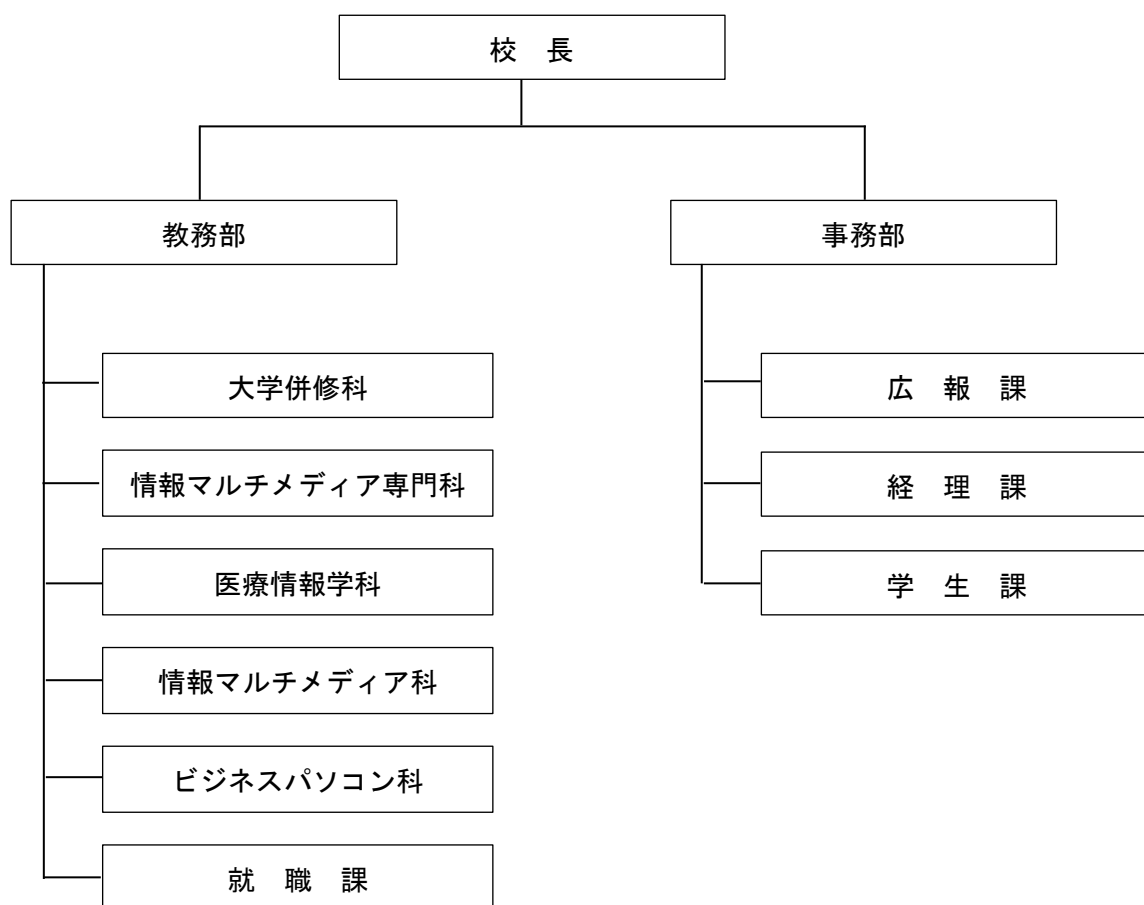 校　長
教務部
事務部
大学併修科
情報マルチメディア専門科
医療情報学科
情報マルチメディア科
ビジネスパソコン科
就　職　課
広　報　課
経　理　課
学　生　課